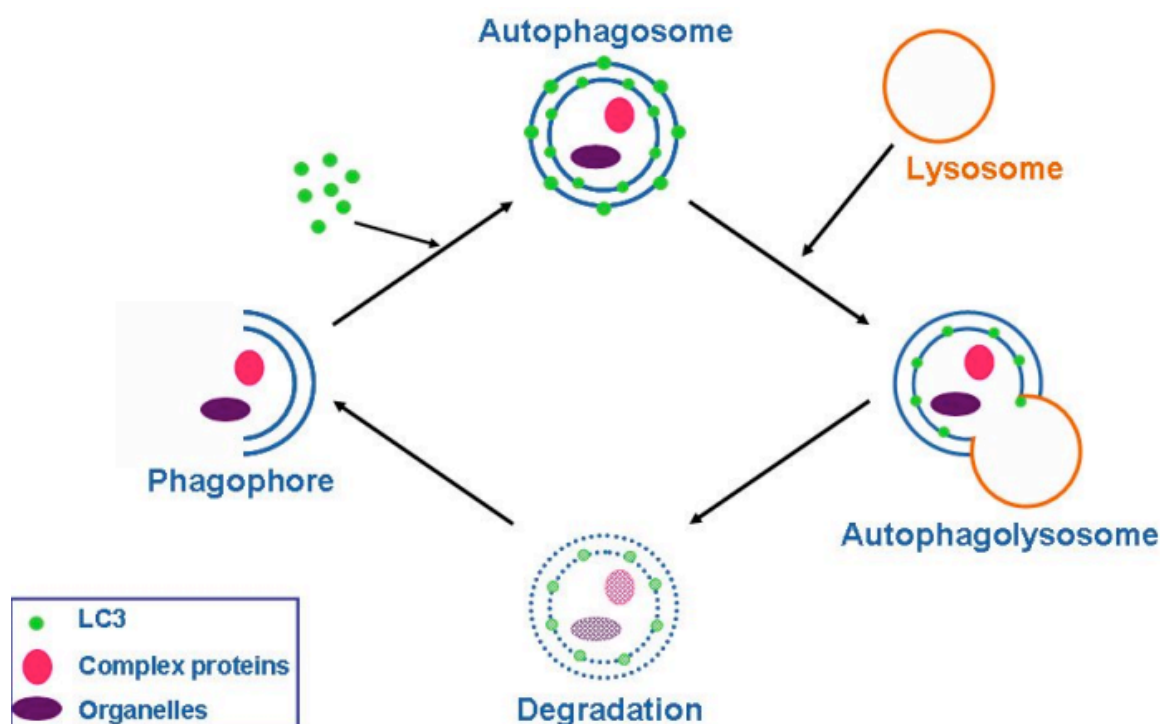 Autophagosome
Lysosome
Phagophore
Autophagolysosome
LC3
Complex proteins
Organelles
Degradation